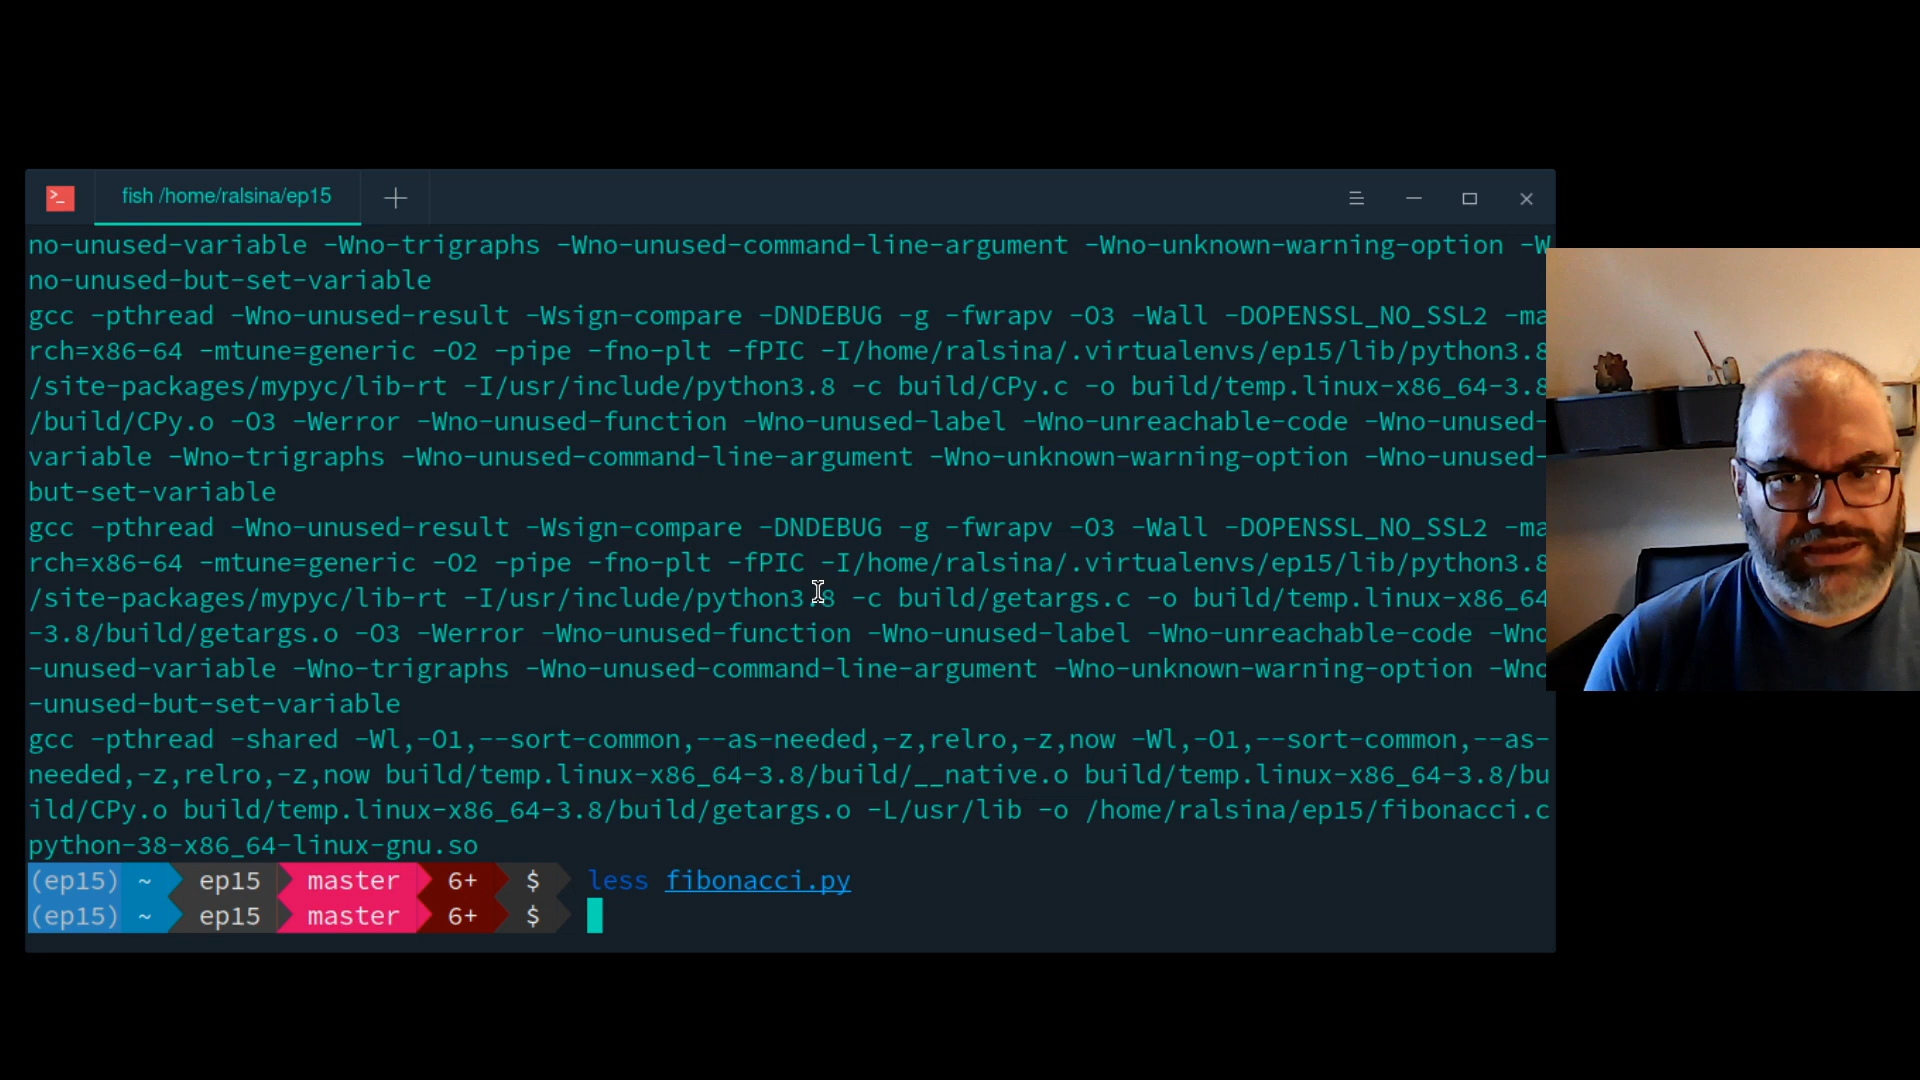 fish /home/ralsina/ep15
no-unused-variable -Wno-trigraphs -Wno-unused-command-line-argument -Wno-unknown-warning-option -W
no-unused-but-set-variable
gcc -pthread -Wno-unused-result -Wsign-compare -DNDEBUG -g -fwrapv -O3 -Wall -DOPENSSL_NO_SSL2 -ma
rch=x86-64 -mtune=generic -O2 -pipe -fno-plt -fPIC -I/home/ralsina/.virtualenvs/ep15/lib/python3.8
/site-packages/mypyc/lib-rt -I/usr/include/python3.8 -c build/CPy.c -o build/temp.linux-x86_64-3.8
/build/CPy.o -O3 -Werror -Wno-unused-function -Wno-unused-label -Wno-unreachable-code -Wno-unused-
variable -Wno-trigraphs -Wno-unused-command-line-argument -Wno-unknown-warning-option -Wno-unused-
but-set-variable
gcc -pthread -Wno-unused-result -Wsign-compare -DNDEBUG -g -fwrapv -O3 -Wall -DOPENSSL_NO_SSL2 -ma
rch=x86-64 -mtune=generic -O2 -pipe -fno-plt -fPIC -I/home/ralsina/.virtualenvs/ep15/lib/python3.8
/site-packages/mypyc/lib-rt -I/usr/include/python3.8 -c build/getargs.c -o build/temp.linux-x86_64
-3.8/build/getargs.o -O3 -Werror -Wno-unused-function -Wno-unused-label -Wno-unreachable-code -Wno
-unused-variable -Wno-trigraphs -Wno-unused-command-line-argument -Wno-unknown-warning-option -Wno
-unused-but-set-variable
gcc -pthread -shared -Wl,-O1,--sort-common,--as-needed,-z,relro,-z,now -Wl,-O1,--sort-common,--as-
needed,-z,relro,-z,now build/temp.linux-x86_64-3.8/build/__native.o build/temp.linux-x86_64-3.8/bu
ild/CPy.o build/temp.linux-x86_64-3.8/build/getargs.o -L/usr/lib -o /home/ralsina/ep15/fibonacci.c
python-38-x86_64-linux-gnu.so
(ep15) ~ ep15 master 6+ $ less fibonacci.py
(ep15) ~ ep15 master 6+ $